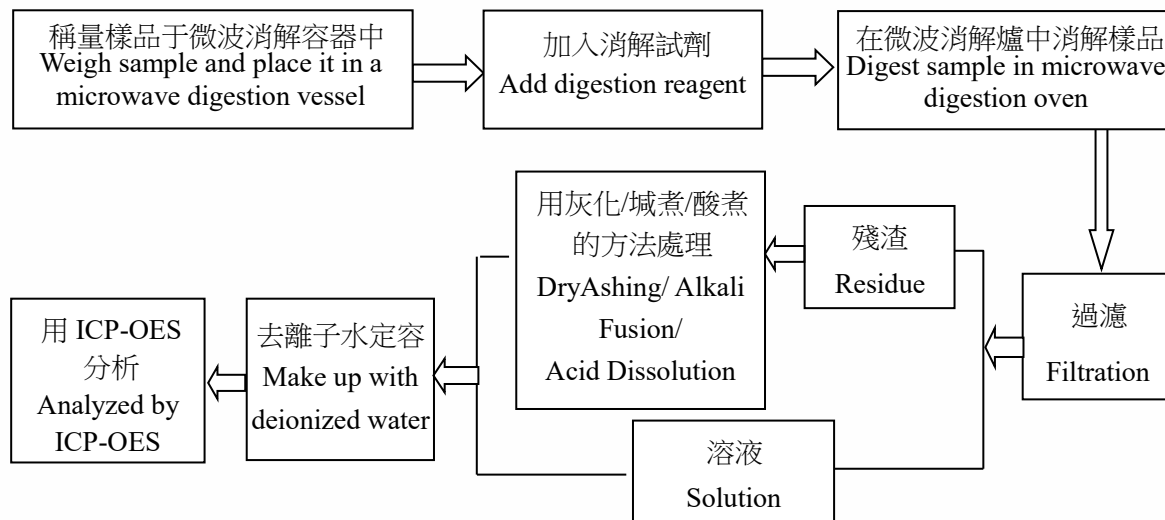 稱量樣品于微波消解容器中
Weigh sample and place it in a
microwave digestion vessel
加入消解試劑
Add digestion reagent
在微波消解爐中消解樣品
Digest sample in microwave
digestion oven
過濾
Filtration
殘渣
Residue
用灰化/堿煮/酸煮
的方法處理
DryAshing/ Alkali
Fusion/
Acid Dissolution
溶液
Solution
去離子水定容
Make up with
deionized water
用 ICP-OES
分析
Analyzed by
ICP-OES